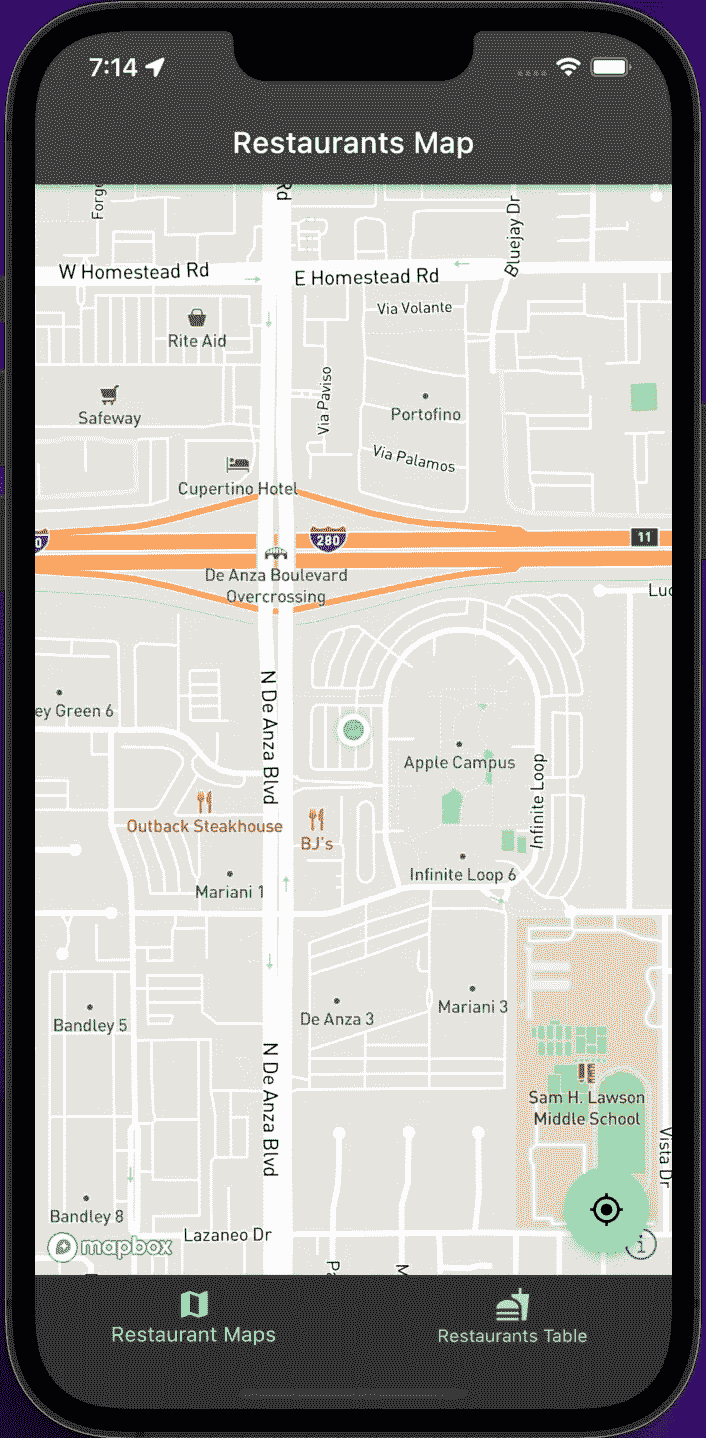 7:14
Restaurants Map
Forge
Rd
Bluejay Dr
W Homestead Rd
E Homestead Rd
Via Volante
Rite Aid
Via Paviso
Safeway
Portofino
Via Palamos
Cupertino Hotel
0
280
11
De Anza Boulevard
Overcrossing
Luc
N De Anza Blvd
ey Green 6
Apple Campus
Infinite Loop
Outback Steakhouse
BJ's
Mariani 1
Infinite Loop 6
Bandley 5
De Anza 3
Mariani 3
N De Anza Blvd
Sam H. Lawson
Middle School
Vista Dr
Bandley 8
Lazaneo Dr
mapbox
Pa
M
Restaurant Maps
Restaurants Table